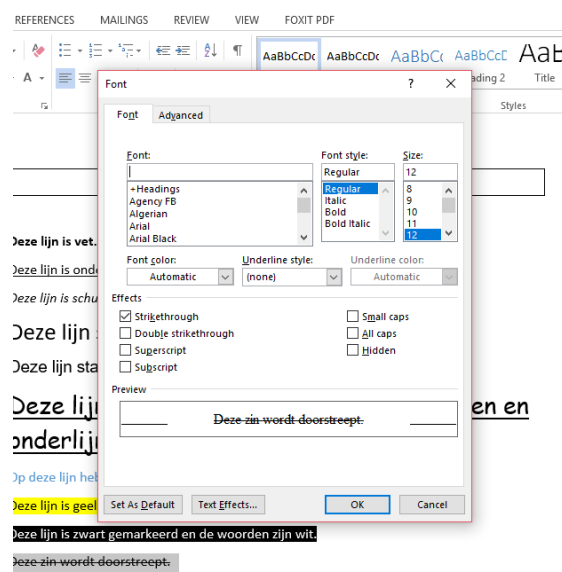 REFERENCES MAILINGS REVIEW VIEW FOXIT PDF
AaBbCcDc AaBbCcDc AaBbCc AaBbCcE AaB
A ading 2 Title
Styles
Font ? X
Font Advanced
Font: Font style: Size:
Regular 12
+Headings Regular 8
Agency FB Italic 9
Algerian Bold 10
Arial Bold Italic 11
Arial Black 12
Font color: Underline style: Underline color:
Automatic (none) Automatic
Effects
Strikethrough Small caps
Double strikethrough All caps
Superscript Hidden
Subscript
Preview
Deze zin wordt doorstreept.
Set As Default Text Effects... OK Cancel
Deze lijn is vet.
Deze lijn is onde
Deze lijn is schu
Deze lijn
Deze lijn sta
Deze lij en en
onderlij
Op deze lijn heb
Deze lijn is geel
Deze lijn is zwart gemarkeerd en de woorden zijn wit.
Deze zin wordt doorstreept.